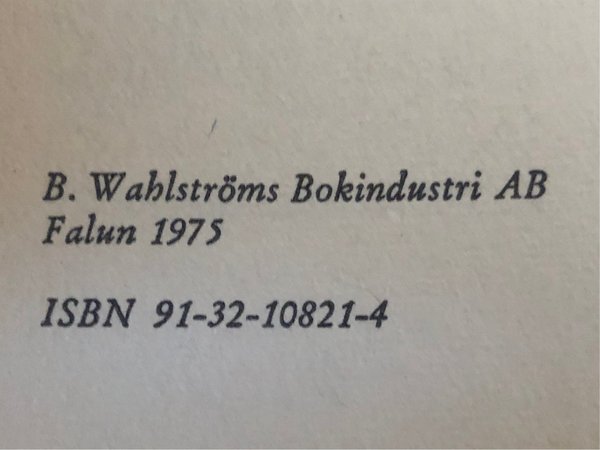 B. Wahlströms Bokindustri AB
Falun 1975
ISBN 91-32-10821-4